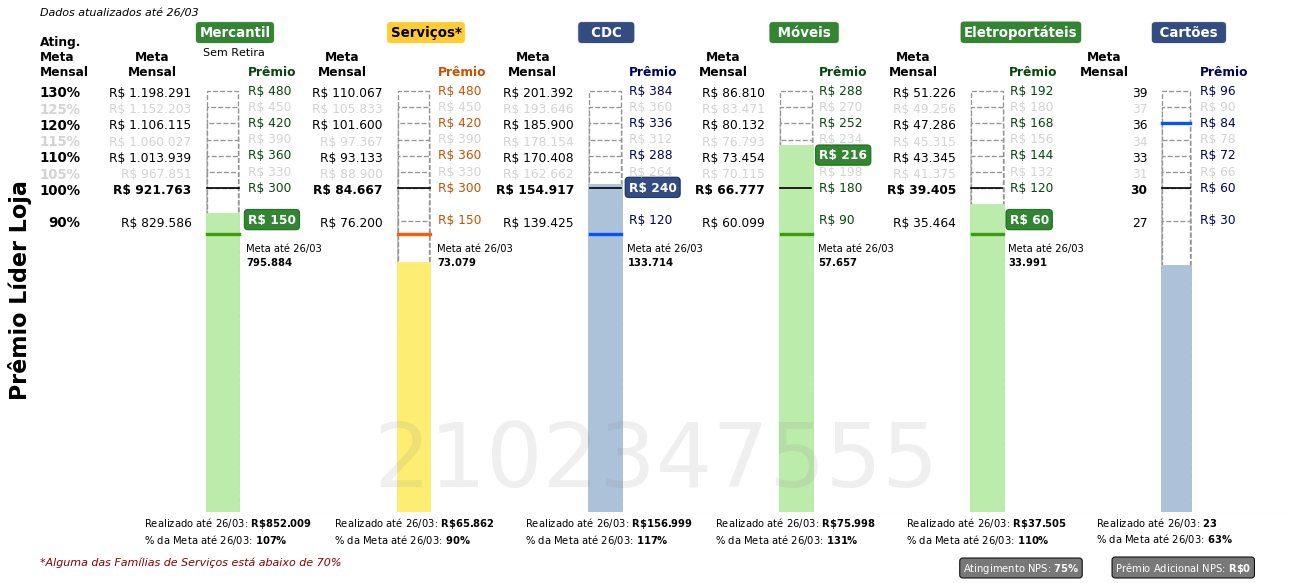 Dados atualizados até 26/03
Mercantil Serviços* CDC Móveis Eletroportáteis Cartões
Sem Retira
Ating. Meta Mensal
Meta Mensal Prêmio Meta Mensal Prêmio Meta Mensal Prêmio Meta Mensal Prêmio Meta Mensal Prêmio Meta Mensal Prêmio
130% R$ 1.198.291 R$ 480 R$ 110.067 R$ 480 R$ 201.392 R$ 384 R$ 86.810 R$ 288 R$ 51.226 R$ 192 39 R$ 96
125% R$ 1.152.203 R$ 450 R$ 105.833 R$ 450 R$ 193.646 R$ 360 R$ 83.471 R$ 270 R$ 49.256 R$ 180 37 R$ 90
120% R$ 1.106.115 R$ 420 R$ 101.600 R$ 420 R$ 185.900 R$ 336 R$ 80.132 R$ 252 R$ 47.286 R$ 168 36 R$ 84
115% R$ 1.060.027 R$ 390 R$ 97.367 R$ 390 R$ 178.154 R$ 312 R$ 76.793 R$ 234 R$ 45.315 R$ 156 34 R$ 78
110% R$ 1.013.939 R$ 360 R$ 93.133 R$ 360 R$ 170.408 R$ 288 R$ 73.454 R$ 216 R$ 43.345 R$ 144 33 R$ 72
105% R$ 967.851 R$ 330 R$ 88.900 R$ 330 R$ 162.662 R$ 264 R$ 70.115 R$ 198 R$ 41.375 R$ 132 31 R$ 66
100% R$ 921.763 R$ 300 R$ 84.667 R$ 300 R$ 154.917 R$ 240 R$ 66.777 R$ 180 R$ 39.405 R$ 120 30 R$ 60
90% R$ 829.586 R$ 150 R$ 76.200 R$ 150 R$ 139.425 R$ 120 R$ 60.099 R$ 90 R$ 35.464 R$ 60 27 R$ 30
Meta até 26/03 Meta até 26/03 Meta até 26/03 Meta até 26/03 Meta até 26/03
795.884 73.079 133.714 57.657 33.991
Prêmio Líder Loja
2102347555
Realizado até 26/03: R$852.009 Realizado até 26/03: R$65.862 Realizado até 26/03: R$156.999 Realizado até 26/03: R$75.998 Realizado até 26/03: R$37.505 Realizado até 26/03: 23
% da Meta até 26/03: 107% % da Meta até 26/03: 90% % da Meta até 26/03: 117% % da Meta até 26/03: 131% % da Meta até 26/03: 110% % da Meta até 26/03: 63%
*Alguma das Famílias de Serviços está abaixo de 70%
Atingimento NPS: 75% Prêmio Adicional NPS: R$0